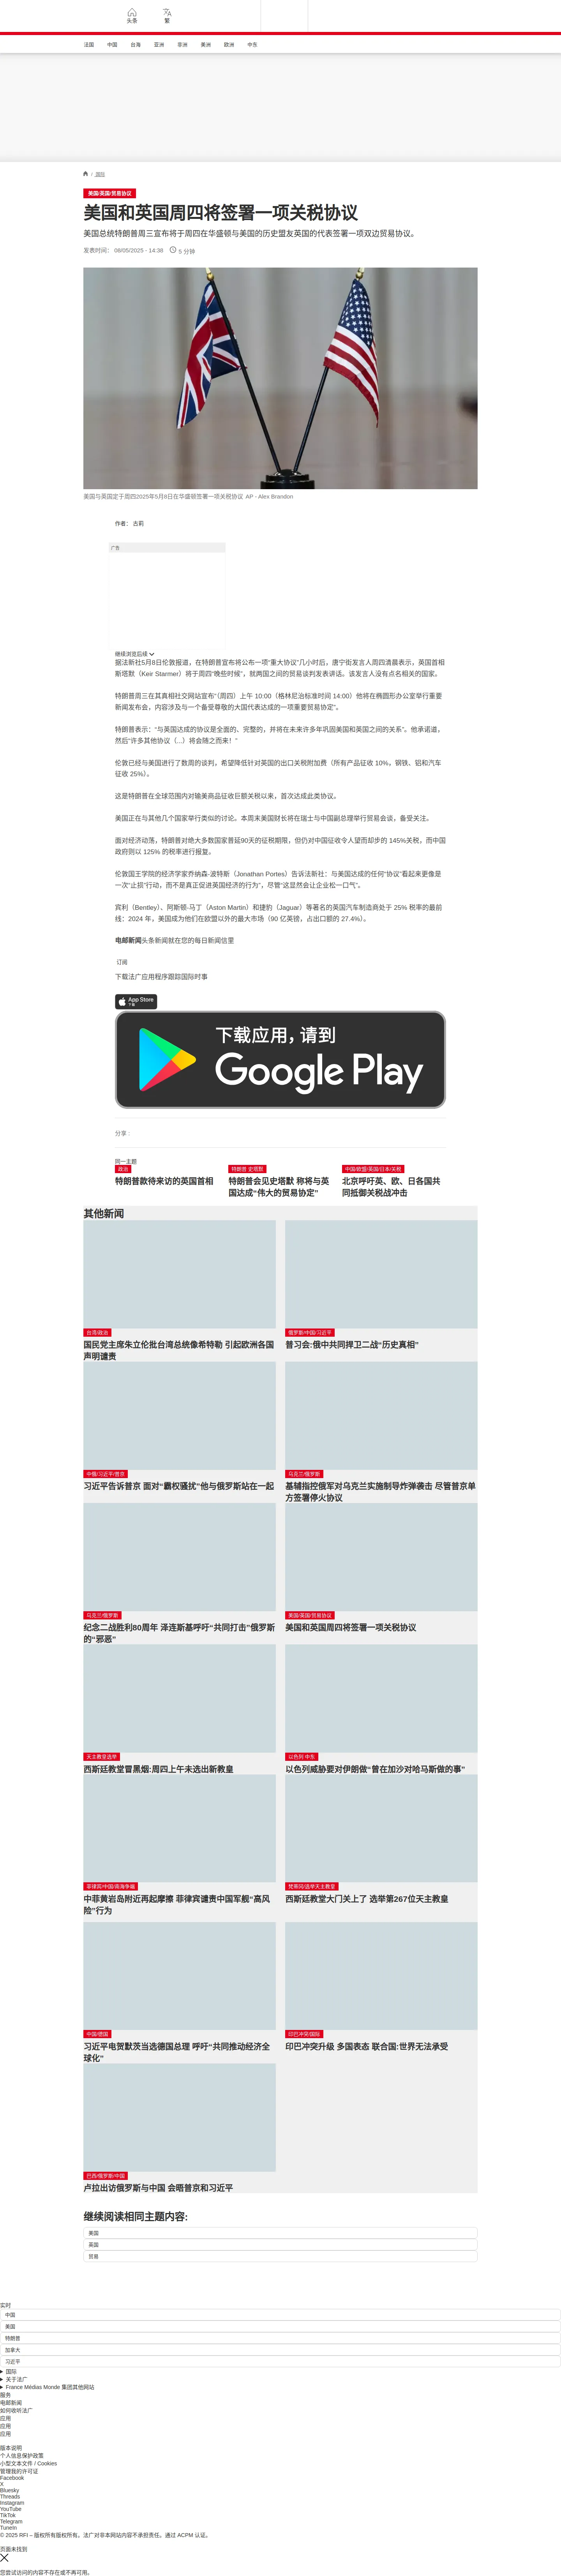 头条
繁
法国 中国 台海 亚洲 非洲 美洲 欧洲 中东
/ 国际
美国/英国/贸易协议
美国和英国周四将签署一项关税协议
美国总统特朗普周三宣布将于周四在华盛顿与美国的历史盟友英国的代表签署一项双边贸易协议。
发表时间： 08/05/2025 - 14:38 5 分钟
美国与英国定于周四2025年5月8日在华盛顿签署一项关税协议 AP - Alex Brandon
作者： 古莉
广告
继续浏览后续
据法新社5月8日伦敦报道，在特朗普宣布将公布一项“重大协议”几小时后，唐宁街发言人周四清晨表示，英国首相
斯塔默（Keir Starmer）将于周四“晚些时候”，就两国之间的贸易谈判发表讲话。该发言人没有点名相关的国家。
特朗普周三在其真相社交网站宣布“（周四）上午 10:00（格林尼治标准时间 14:00）他将在椭圆形办公室举行重要
新闻发布会，内容涉及与一个备受尊敬的大国代表达成的一项重要贸易协定”。
特朗普表示：“与英国达成的协议是全面的、完整的，并将在未来许多年巩固美国和英国之间的关系”。他承诺道，
然后“许多其他协议（...）将会随之而来！”
伦敦已经与美国进行了数周的谈判，希望降低针对英国的出口关税附加费（所有产品征收 10%，钢铁、铝和汽车
征收 25%）。
这是特朗普在全球范围内对输美商品征收巨额关税以来，首次达成此类协议。
美国正在与其他几个国家举行类似的讨论。本周末美国财长将在瑞士与中国副总理举行贸易会谈，备受关注。
面对经济动荡，特朗普对绝大多数国家普延90天的征税期限，但仍对中国征收令人望而却步的 145%关税，而中国
政府则以 125% 的税率进行报复。
伦敦国王学院的经济学家乔纳森-波特斯（Jonathan Portes）告诉法新社：与美国达成的任何“协议”看起来更像是
一次“止损”行动，而不是真正促进英国经济的行为”，尽管“这显然会让企业松一口气”。
宾利（Bentley）、阿斯顿-马丁（Aston Martin）和捷豹（Jaguar）等著名的英国汽车制造商处于 25% 税率的最前
线：2024 年，美国成为他们在欧盟以外的最大市场（90 亿英镑，占出口额的 27.4%）。
电邮新闻头条新闻就在您的每日新闻信里
订阅
下载法广应用程序跟踪国际时事
App Store
下载
下载应用，请到
Google Play
分享 :
同一主题
政治
特朗普款待来访的英国首相
特朗普 史塔默
特朗普会见史塔默 称将与英
国达成“伟大的贸易协定”
中国/欧盟/英国/日本/关税
北京呼吁英、欧、日各国共
同抵御关税战冲击
其他新闻
台湾/政治
国民党主席朱立伦批台湾总统像希特勒 引起欧洲各国
声明谴责
俄罗斯/中国/习近平
普习会:俄中共同捍卫二战“历史真相”
中俄/习近平/普京
习近平告诉普京 面对“霸权骚扰”他与俄罗斯站在一起
乌克兰/俄罗斯
基辅指控俄军对乌克兰实施制导炸弹袭击 尽管普京单
方签署停火协议
乌克兰/俄罗斯
纪念二战胜利80周年 泽连斯基呼吁“共同打击”俄罗斯
的“邪恶”
美国/英国/贸易协议
美国和英国周四将签署一项关税协议
天主教皇选举
西斯廷教堂冒黑烟:周四上午未选出新教皇
以色列 中东
以色列威胁要对伊朗做“曾在加沙对哈马斯做的事”
菲律宾/中国/南海争端
中菲黄岩岛附近再起摩擦 菲律宾谴责中国军舰“高风
险”行为
梵蒂冈/选举天主教皇
西斯廷教堂大门关上了 选举第267位天主教皇
中国/德国
习近平电贺默茨当选德国总理 呼吁“共同推动经济全
球化”
印巴冲突/国际
印巴冲突升级 多国表态 联合国:世界无法承受
巴西/俄罗斯/中国
卢拉出访俄罗斯与中国 会晤普京和习近平
继续阅读相同主题内容:
美国
英国
贸易
实时
中国
美国
特朗普
加拿大
习近平
国际
关于法广
France Médias Monde 集团其他网站
服务
电邮新闻
如何收听法广
应用
应用
应用
版本说明
个人信息保护政策
小型文本文件 / Cookies
管理我的许可证
Facebook
X
Bluesky
Threads
Instagram
YouTube
TikTok
Telegram
TuneIn
© 2025 RFI – 版权所有版权所有。法广对非本网站内容不承担责任。通过 ACPM 认证。
页面未找到
您尝试访问的内容不存在或不再可用。